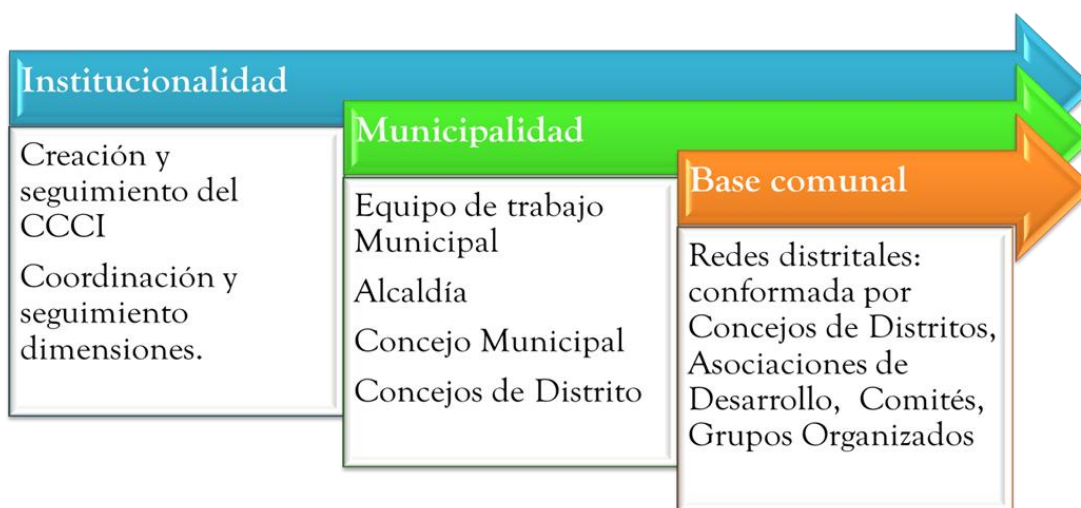 Institucionalidad
Creación y
seguimiento del
CCCI
Coordinación y
seguimiento
dimensiones.
Municipalidad
Equipo de trabajo
Municipal
Alcaldía
Concejo Municipal
Concejos de Distrito
Base comunal
Redes distritales:
conformada por
Concejos de Distritos,
Asociaciones de
Desarrollo, Comités,
Grupos Organizados